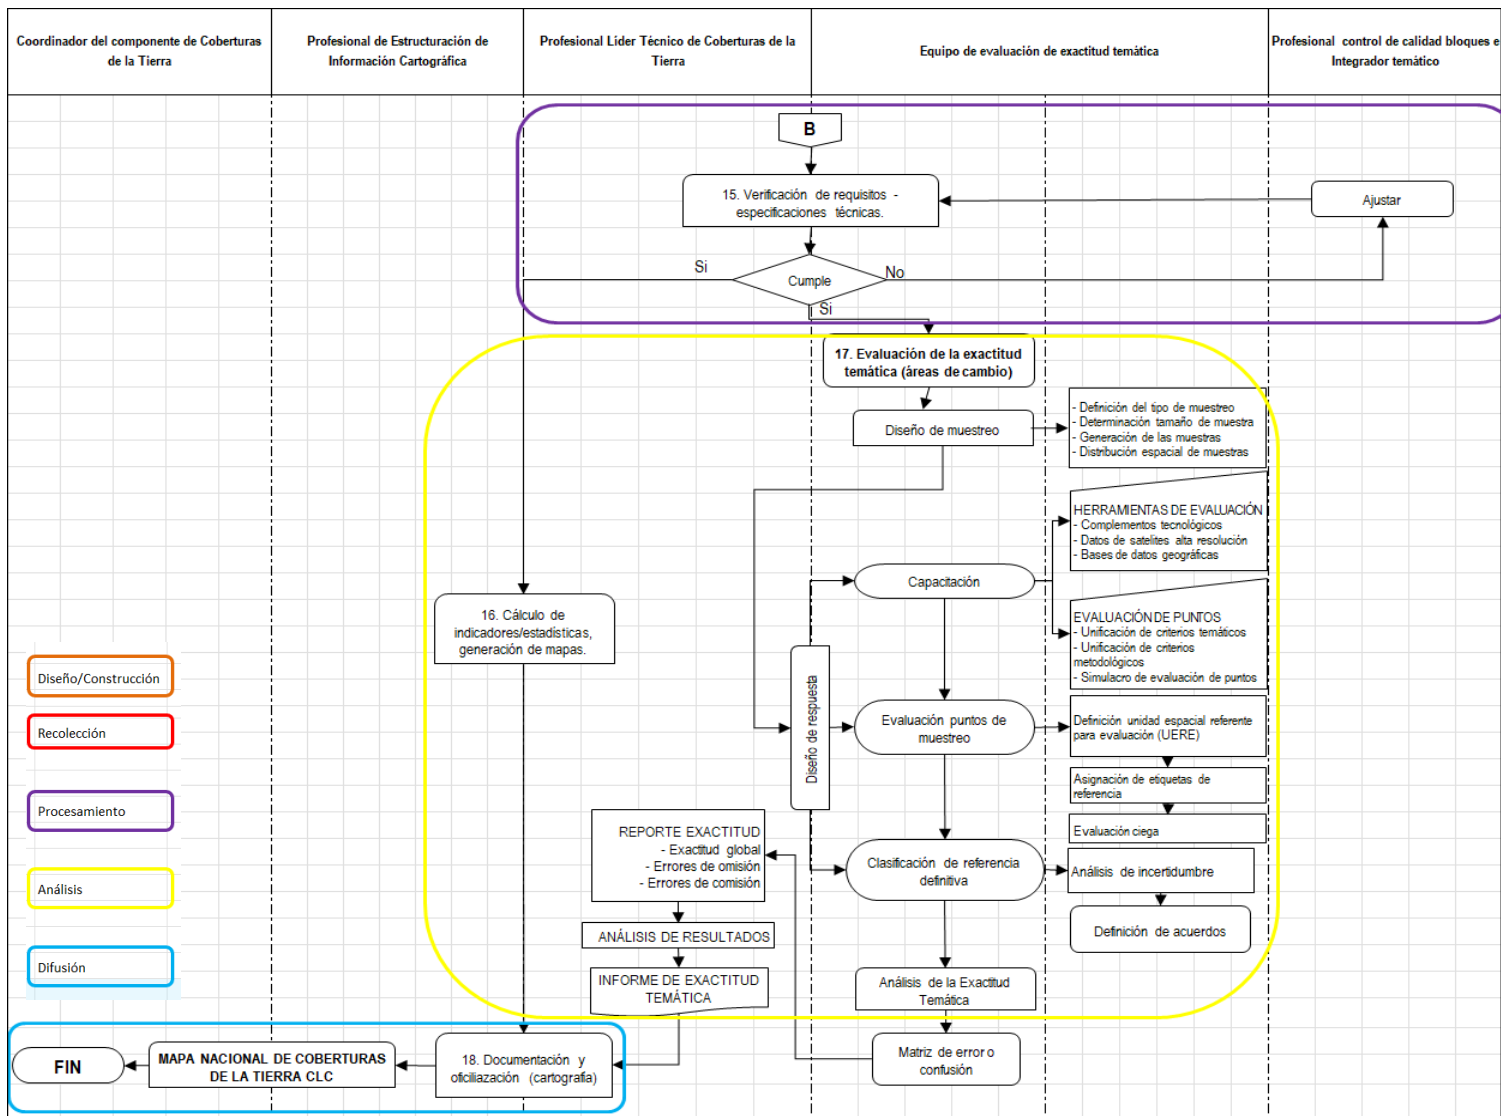 Coordinador del componente de Coberturas
de la Tierra
Profesional de Estructuración de
Información Cartográfica
Profesional Líder Técnico de Coberturas de la
Tierra
Equipo de evaluación de exactitud temática
Profesional control de calidad bloques e
Integrador temático
B
15. Verificación de requisitos -
especificaciones técnicas.
Ajustar
Si
Cumple
No
Si
17. Evaluación de la exactitud
temática (áreas de cambio)
Diseño de muestreo
- Definición del tipo de muestreo
- Determinación tamaño de muestra
- Generación de las muestras
- Distribución espacial de muestras
HERRAMIENTAS DE EVALUACIÓN
- Complementos tecnológicos
- Datos de satelites alta resolución
- Bases de datos geográficas
Capacitación
EVALUACIÓN DE PUNTOS
- Unificación de criterios temáticos
- Unificación de criterios
metodológicos
- Simulacro de evaluación de puntos
16. Cálculo de
indicadores/estadísticas,
generación de mapas.
Diseño de respuesta
Evaluación puntos de
muestreo
Definición unidad espacial referente
para evaluación (UERE)
Asignación de etiquetas de
referencia
Evaluación ciega
Clasificación de referencia
definitiva
Análisis de incertidumbre
Definición de acuerdos
REPORTE EXACTITUD
- Exactitud global
- Errores de omisión
- Errores de comisión
ANÁLISIS DE RESULTADOS
INFORME DE EXACTITUD
TEMÁTICA
Análisis de la Exactitud
Temática
Matriz de error o
confusión
18. Documentación y
oficiliazación (cartografía)
MAPA NACIONAL DE COBERTURAS
DE LA TIERRA CLC
FIN
Diseño/Construcción
Recolección
Procesamiento
Análisis
Difusión